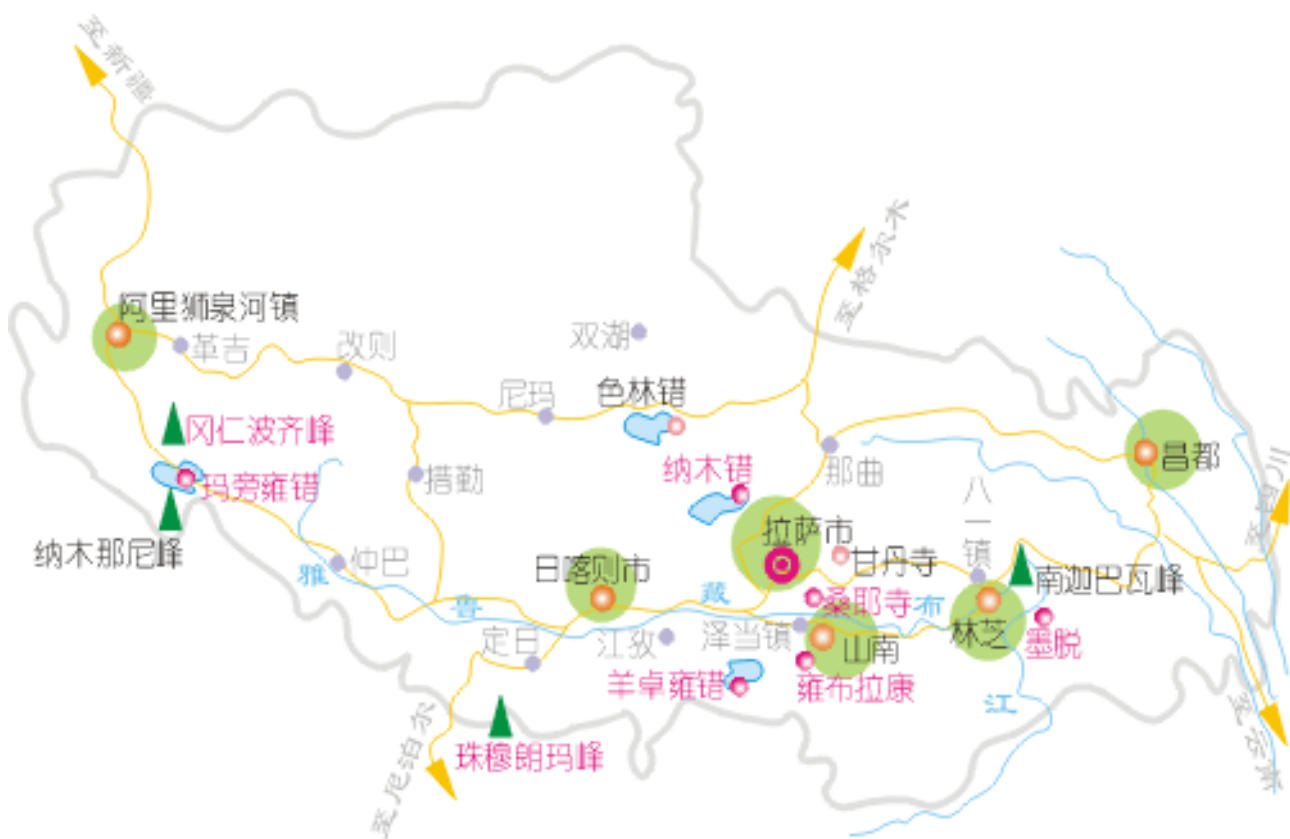 至新疆
至格尔木
阿里狮泉河镇
革吉
改则
双湖
尼玛
色林错
冈仁波齐峰
玛旁雍错
纳木那尼峰
措勤
纳木错
那曲
昌都
八一镇
至四川
拉萨市
甘丹寺
南迦巴瓦峰
仲巴
日喀则市
雅
鲁
藏
布
江
桑耶寺
林芝
墨脱
定日
江孜
泽当镇
山南
羊卓雍错
雍布拉康
珠穆朗玛峰
至尼泊尔
至云南